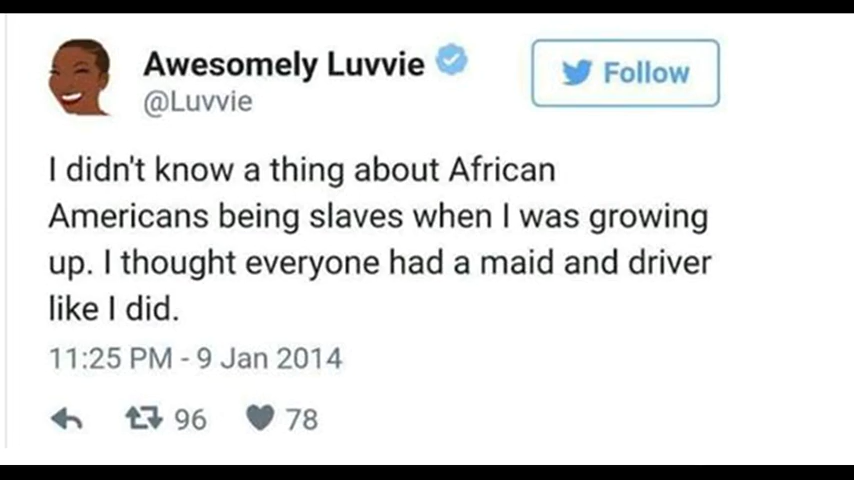 Awesomely Luvvie
Follow
@Luvvie
I didn't know a thing about African
Americans being slaves when I was growing
up. I thought everyone had a maid and driver
like I did.
11:25 PM - 9 Jan 2014
96 78